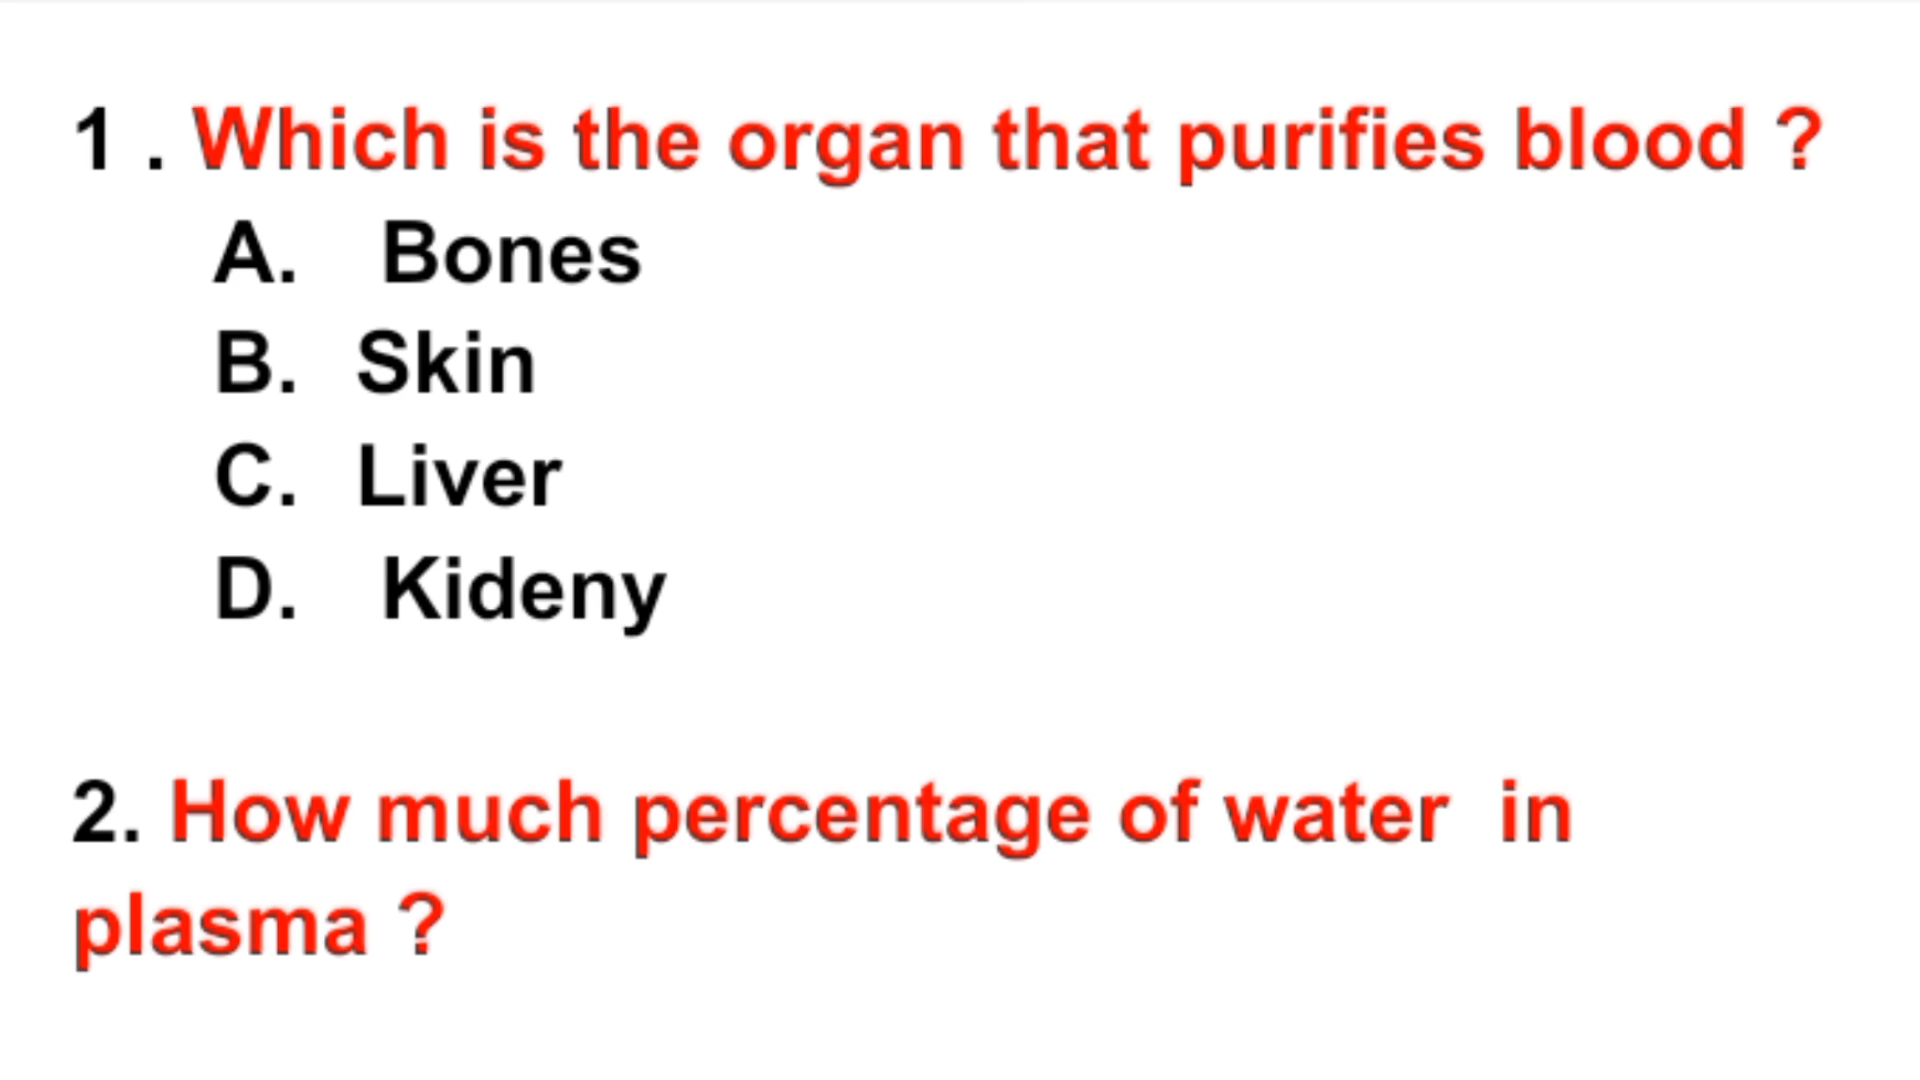 1 . Which is the organ that purifies blood ?
A. Bones
B. Skin
C. Liver
D. Kideny
2. How much percentage of water in
plasma ?